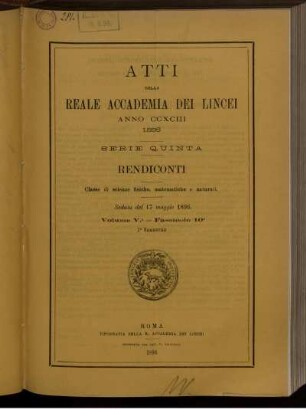 ATTI
DELLA
REALE ACCADEMIA DEI LINCEI
ANNO CCXCIII
1896
SERIE QUINTA
RENDICONTI
Classe di scienze fisiche, matematiche e naturali.
Seduta del 17 maggio 1896.
Volume V.° — Fascicolo 10°
1° Semestre
ROMA
TIPOGRAFIA DELLA R. ACCADEMIA DEI LINCEI
1896